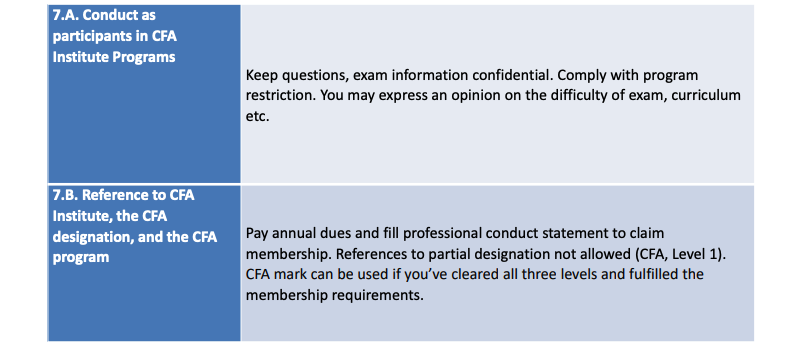 7.A. Conduct as
participants in CFA
Institute Programs
Keep questions, exam information confidential. Comply with program
restriction. You may express an opinion on the difficulty of exam, curriculum
etc.
7.B. Reference to CFA
Institute, the CFA
designation, and the CFA
program
Pay annual dues and fill professional conduct statement to claim
membership. References to partial designation not allowed (CFA, Level 1).
CFA mark can be used if you’ve cleared all three levels and fulfilled the
membership requirements.